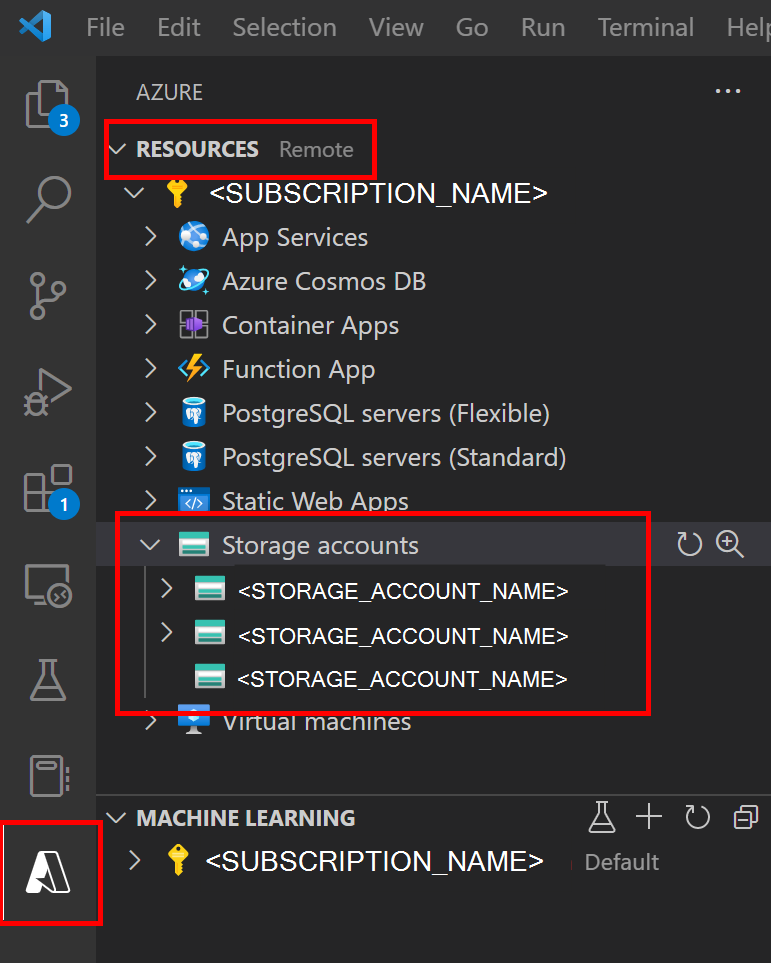 File Edit Selection View Go Run Terminal Help
AZURE
3
RESOURCES Remote
<SUBSCRIPTION_NAME>
App Services
Azure Cosmos DB
Container Apps
Function App
PostgreSQL servers (Flexible)
PostgreSQL servers (Standard)
1
Static Web Apps
Storage accounts
<STORAGE_ACCOUNT_NAME>
<STORAGE_ACCOUNT_NAME>
<STORAGE_ACCOUNT_NAME>
Virtual machines
MACHINE LEARNING
<SUBSCRIPTION_NAME> Default